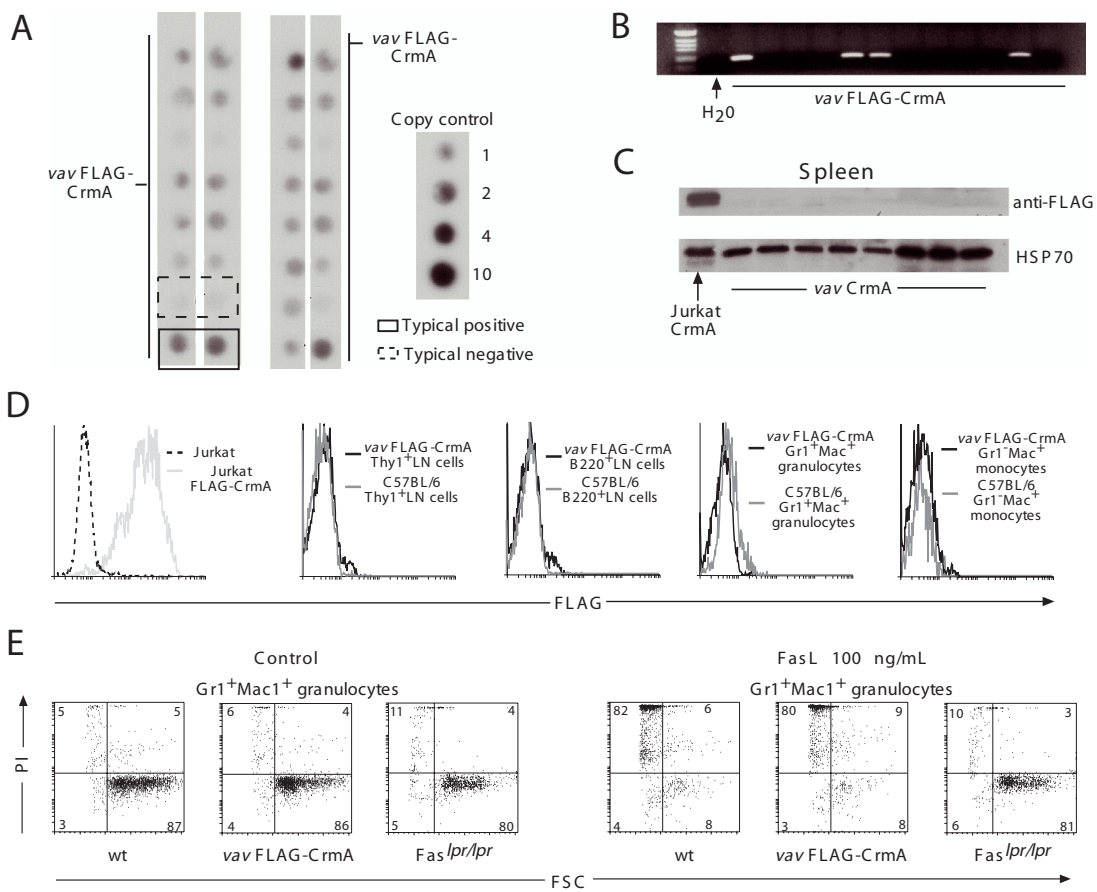 A
vav FLAG-
CrmA
vav FLAG-
CrmA
Copy control
1
2
4
10
Typical positive
Typical negative
B
H20
vav FLAG-CrmA
C
Spleen
anti-FLAG
HSP70
vav CrmA
Jurkat
CrmA
D
Jurkat
Jurkat
FLAG-CrmA
vav FLAG-CrmA
Thy1+LN cells
C57BL/6
Thy1+LN cells
vav FLAG-CrmA
B220+LN cells
C57BL/6
B220+LN cells
vav FLAG-CrmA
Gr1+Mac+
granulocytes
C57BL/6
Gr1+Mac+
granulocytes
vav FLAG-CrmA
Gr1-Mac+
monocytes
C57BL/6
Gr1-Mac+
monocytes
FLAG
E
Control
Gr1+Mac1+ granulocytes
FasL 100 ng/mL
Gr1+Mac1+ granulocytes
PI
5 5
3 87
6 4
4 86
11 4
5 80
82 6
4 8
80 9
3 8
10 3
6 81
wt
vav FLAG-CrmA
Fas lpr/lpr
wt
vav FLAG-CrmA
Fas lpr/lpr
FSC